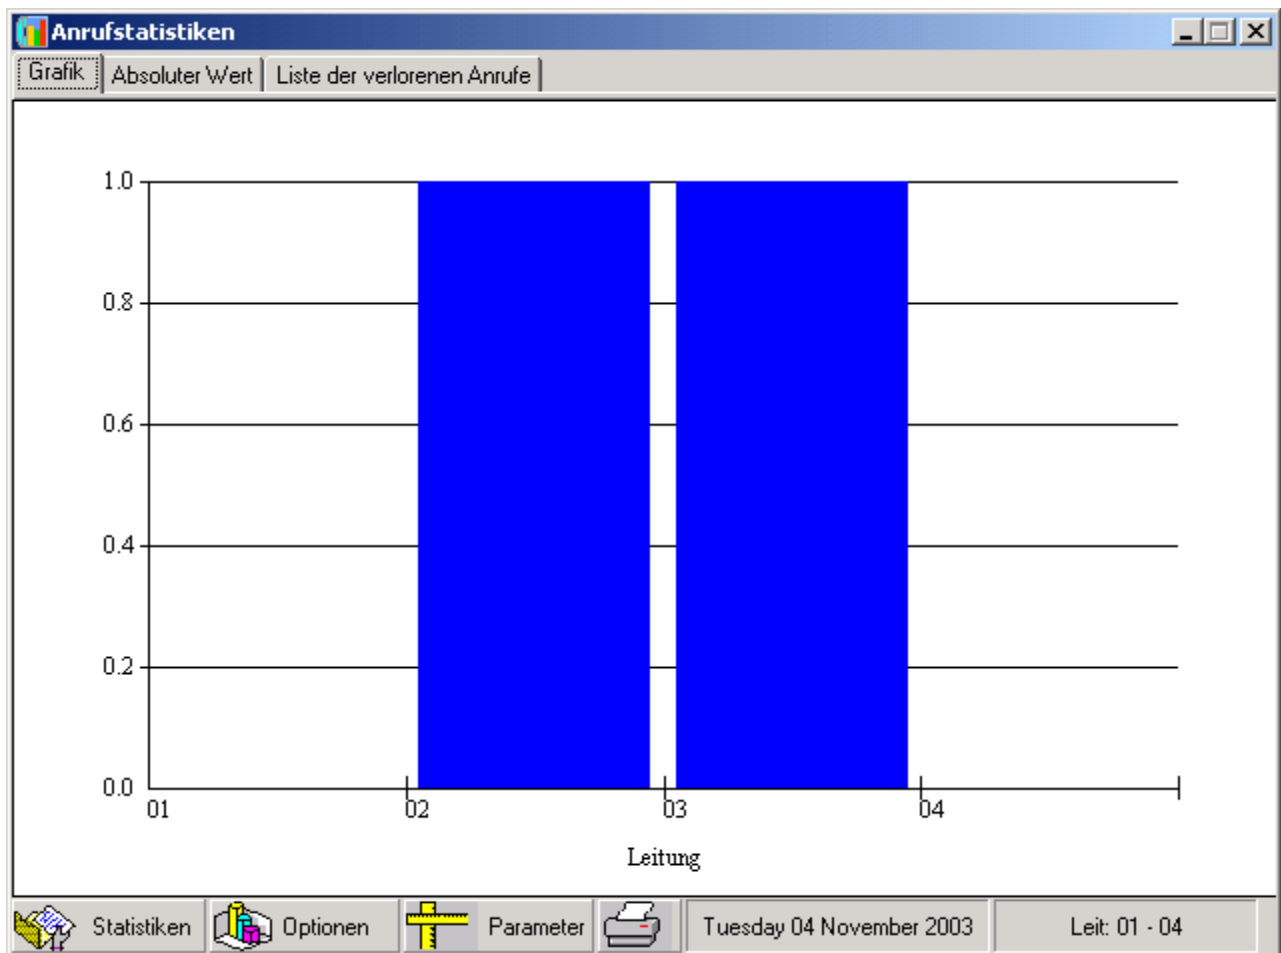 Anrufstatistiken
Grafik Absoluter Wert Liste der verlorenen Anrufe
1.0
0.8
0.6
0.4
0.2
0.0
01 02 03 04
Leitung
Statistiken Optionen Parameter Tuesday 04 November 2003 Leit: 01 - 04